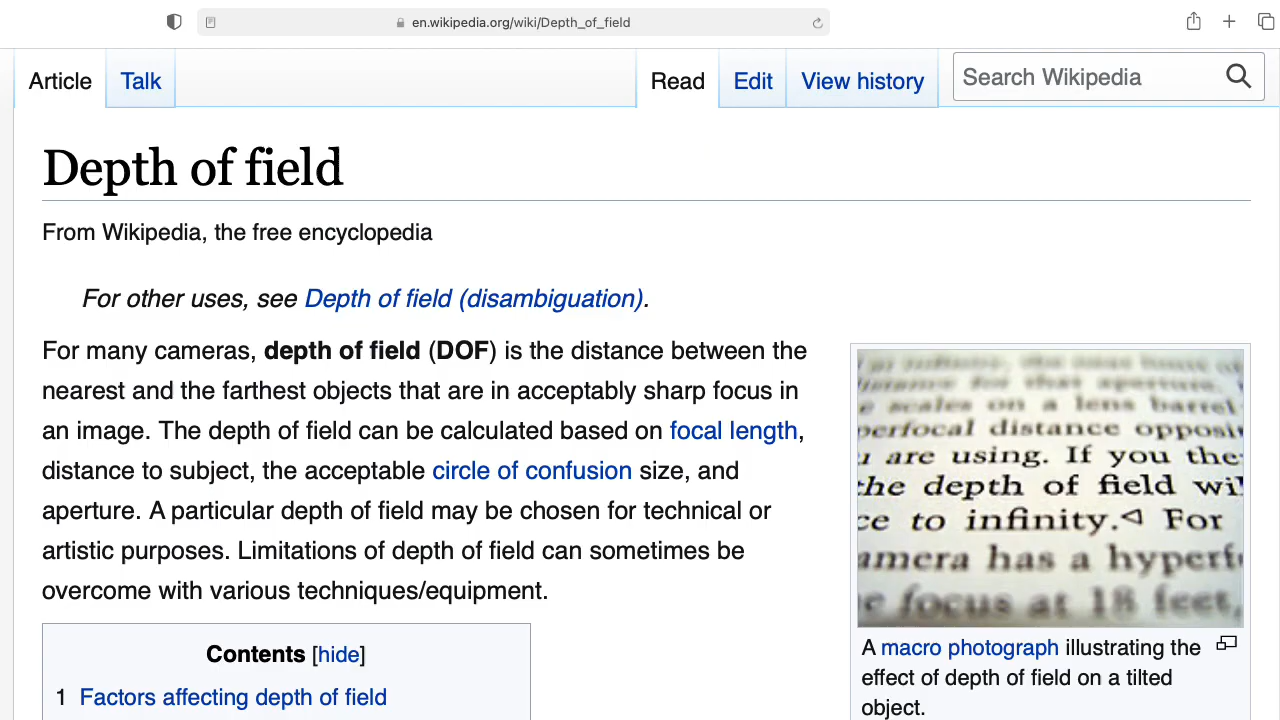 en.wikipedia.org/wiki/Depth_of_field
Article Talk Read Edit View history Search Wikipedia
Depth of field
From Wikipedia, the free encyclopedia
For other uses, see Depth of field (disambiguation).
For many cameras, depth of field (DOF) is the distance between the
nearest and the farthest objects that are in acceptably sharp focus in
an image. The depth of field can be calculated based on focal length,
distance to subject, the acceptable circle of confusion size, and
aperture. A particular depth of field may be chosen for technical or
artistic purposes. Limitations of depth of field can sometimes be
overcome with various techniques/equipment.
Contents [hide]
1 Factors affecting depth of field
for that aperture,
scales on a lens barrel
distance
are using. If you
the depth of field
to infinity. For
has a
focus at 18 feet,
A macro photograph illustrating the
effect of depth of field on a tilted
object.